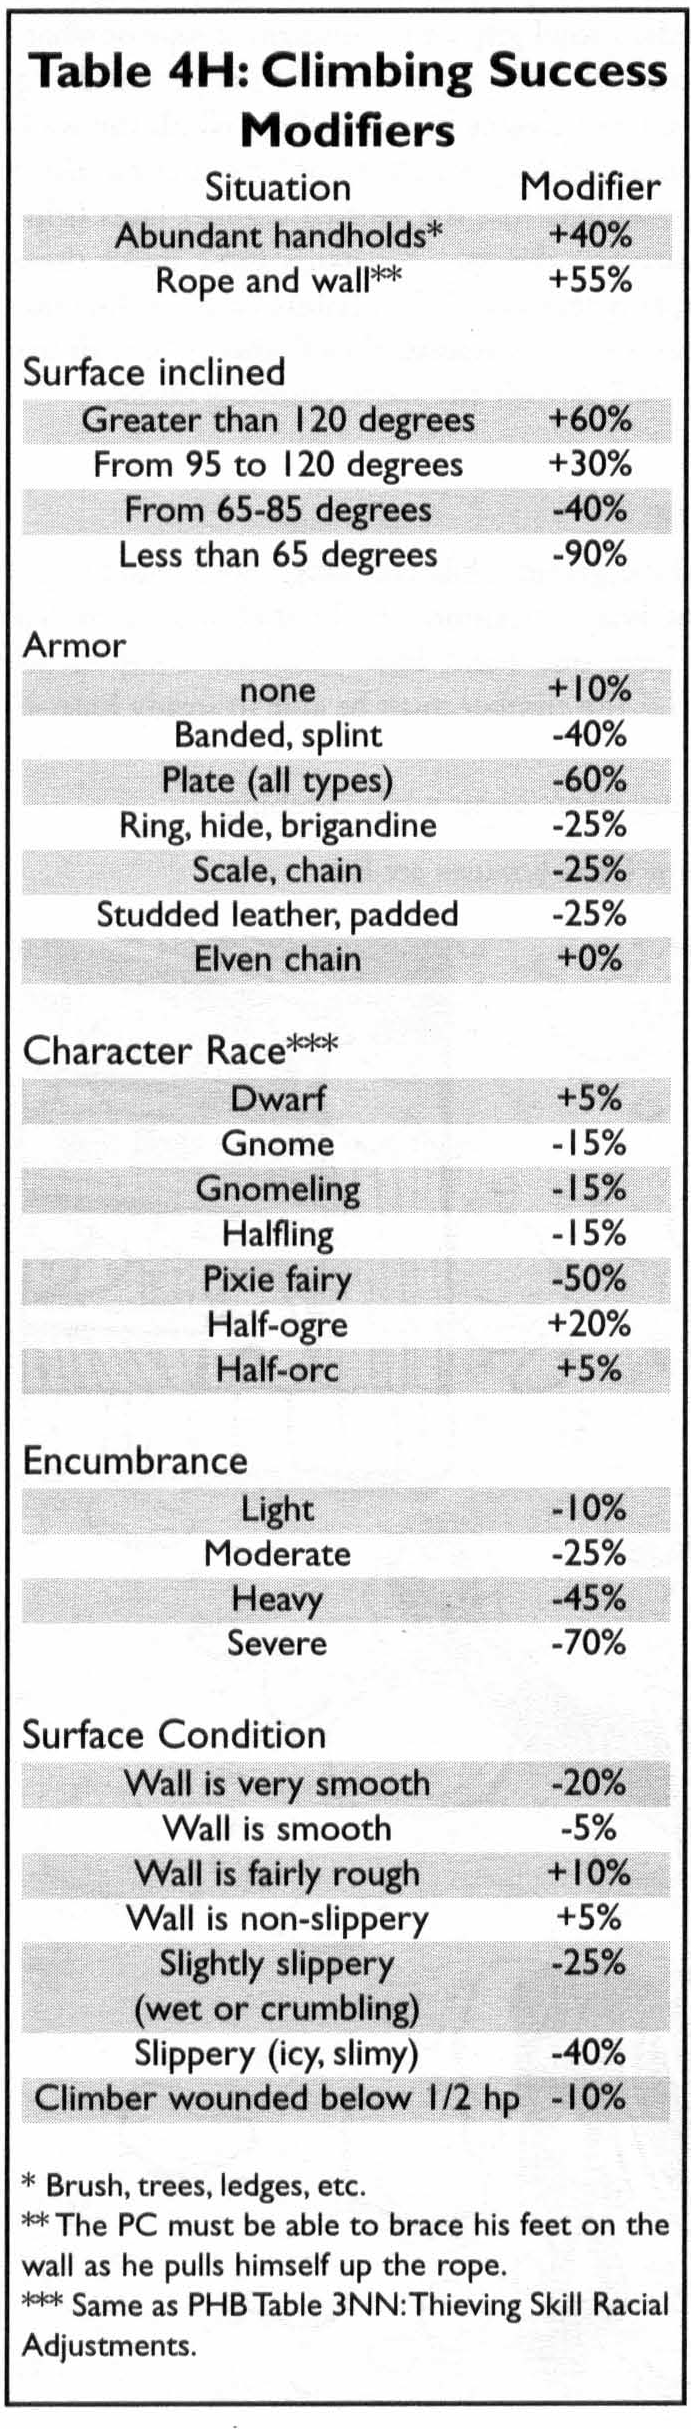 Table 4H: Climbing Success
Modifiers
Situation Modifier
Abundant handholds* +40%
Rope and wall** +55%
Surface inclined
Greater than 120 degrees +60%
From 95 to 120 degrees +30%
From 65-85 degrees -40%
Less than 65 degrees -90%
Armor
none +10%
Banded, splint -40%
Plate (all types) -60%
Ring, hide, brigandine -25%
Scale, chain -25%
Studded leather, padded -25%
Elven chain +0%
Character Race***
Dwarf +5%
Gnome -15%
Gnomeling -15%
Halfling -15%
Pixie fairy -50%
Half-ogre +20%
Half-orc +5%
Encumbrance
Light -10%
Moderate -25%
Heavy -45%
Severe -70%
Surface Condition
Wall is very smooth -20%
Wall is smooth -5%
Wall is fairly rough +10%
Wall is non-slippery +5%
Slightly slippery -25%
(wet or crumbling)
Slippery (icy, slimy) -40%
Climber wounded below 1/2 hp -10%
* Brush, trees, ledges, etc.
** The PC must be able to brace his feet on the
wall as he pulls himself up the rope.
*** Same as PHB Table 3NN: Thieving Skill Racial
Adjustments.